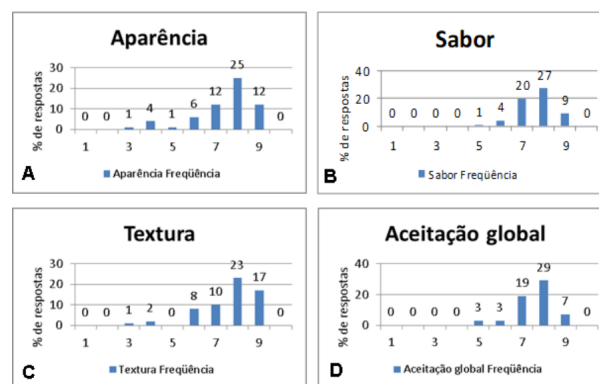 Aparência
% de respostas
30
20
10
0
0 0 1 4 1 6 12 25 12 0
1 3 5 7 9
Aparência Freqüência
A
Sabor
% de respostas
40
20
0
0 0 0 0 1 4 20 27 9 0
1 3 5 7 9
Sabor Freqüência
B
Textura
% de respostas
30
20
10
0
0 0 1 2 0 8 10 23 17 0
1 3 5 7 9
Textura Freqüência
C
Aceitação global
% de respostas
40
20
0
0 0 0 0 3 3 19 29 7 0
1 3 5 7 9
Aceitação global Freqüência
D